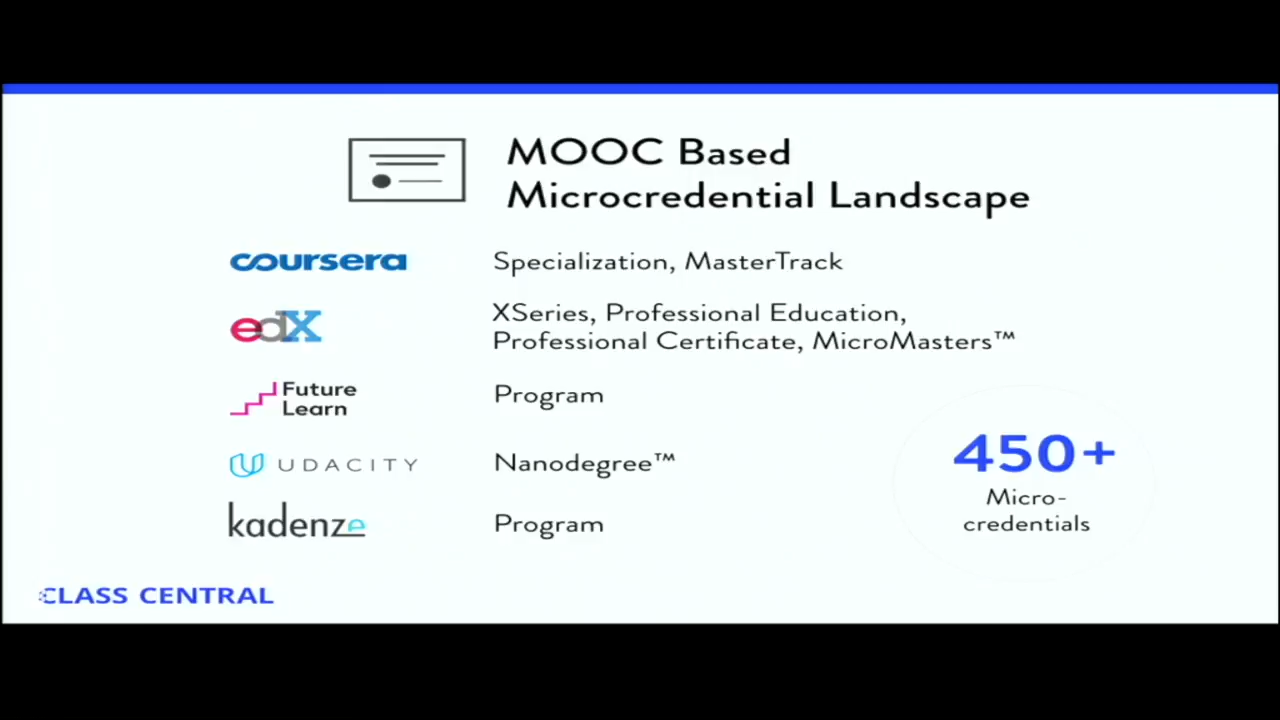 MOOC Based
Microcredential Landscape
coursera
Specialization, MasterTrack
edX
XSeries, Professional Education,
Professional Certificate, MicroMasters™
Future
Learn
Program
UDACITY
Nanodegree™
kadenze
Program
450+
Micro-
credentials
CLASS CENTRAL